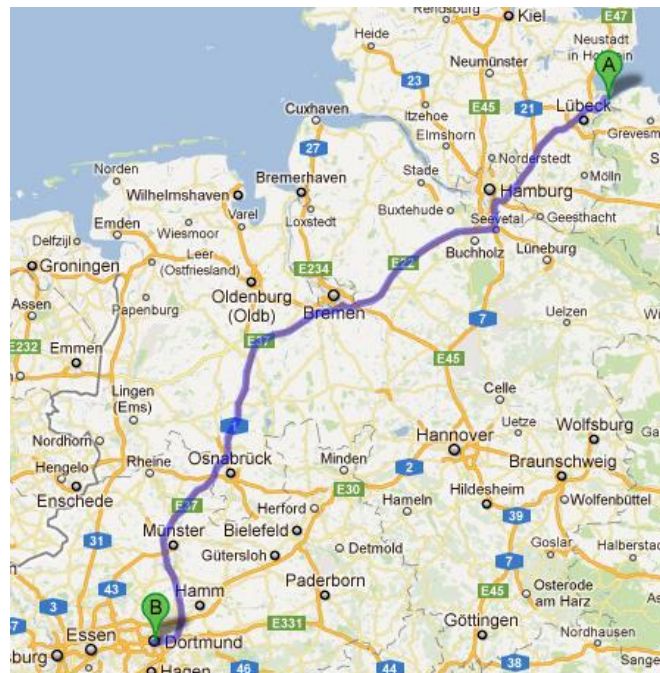 Kiel
E47
Rendsburg
Heide
Neustadt
in Holstein
Neumünster
A
23
E45
21
Cuxhaven
Itzehoe
Lübeck
Elmshorn
Grevesm
27
Norderstedt
Norden
Bremerhaven
Stade
Mölln
Wilhelmshaven
Hamburg
Varel
Loxstedt
Buxtehude
Seevetal
Geesthacht
Emden
Wiesmoor
Delfzijl
Buchholz
Lüneburg
Groningen
Leer
(Ostfriesland)
E234
E22
Oldenburg
(Oldb)
Assen
Papenburg
Bremen
Uelzen
7
E232
E37
Emmen
E45
Lingen
(Ems)
Celle
1
Nordhorn
Hannover
Uetze
Wolfsburg
Rheine
Osnabrück
Minden
2
Braunschweig
Hengelo
E30
Enschede
E37
Herford
Hameln
Hildesheim
Wolfenbüttel
39
31
Münster
Bielefeld
Gütersloh
Detmold
Goslar
Halberstad
7
43
Hamm
Paderborn
E45
Osterode
am Harz
3
B
E331
Göttingen
Essen
Dortmund
Nordhausen
sburg
Hagen
46
44
38